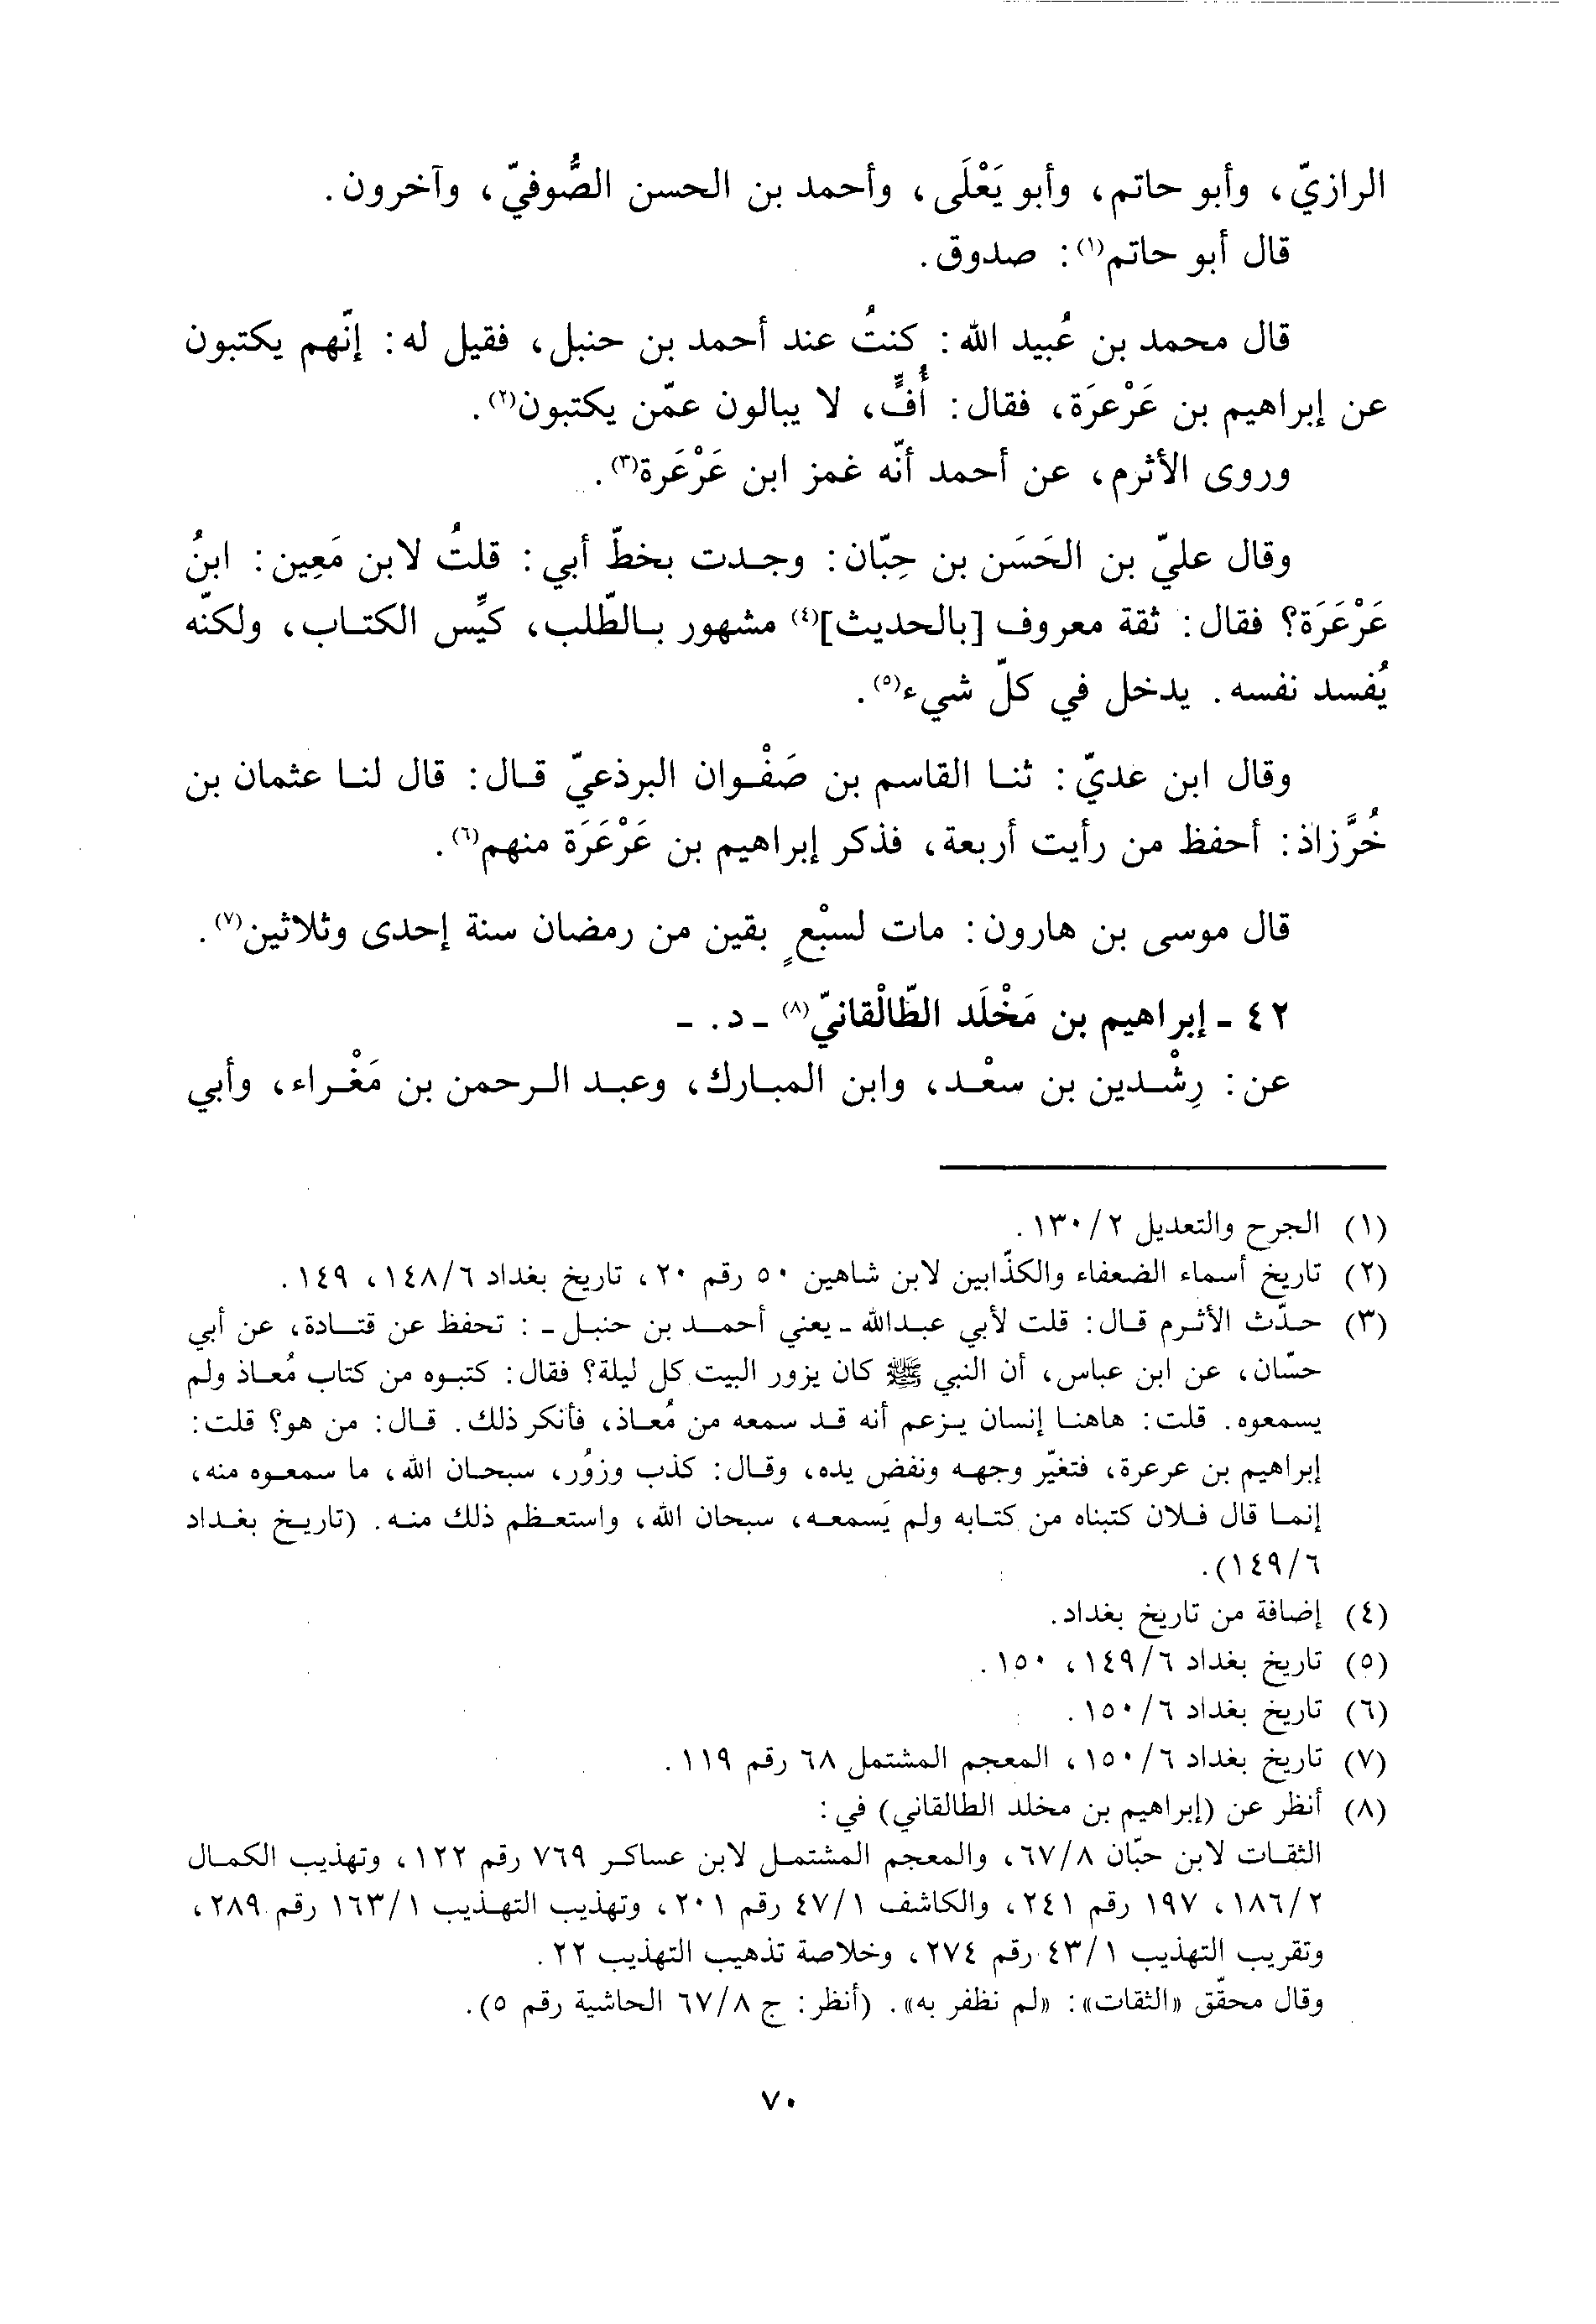 الرازيّ، وأبو حاتم، وأبو يَعْلَى، وأحمد بن الحسن الصُّوفيّ، وآخرون.
قال أبو حاتم(١): صدوق.
قال محمد بن عُبيد الله: كنتُ عند أحمد بن حنبل، فقيل له: إنّهم يكتبون
عن إبراهيم بن عَرْعرَة، فقال: أُفٍّ، لا يبالون عمّن يكتبون(٢).
وروى الأثرم، عن أحمد أنّه غمز ابن عَرْعَرة(٣).
وقال عليّ بن الحَسَن بن حِبّان: وجدت بخطّ أبي: قلتُ لابن مَعِين: ابنُ
عَرْعَرَة؟ فقال: ثقة معروف [بالحديث](٤) مشهور بالطّلب، كيِّس الكتاب، ولكنّه
يُفسد نفسه. يدخل في كلّ شيء(٥).
وقال ابن عديّ: ثنا القاسم بن صَفْوان البرذعيّ قال: قال لنا عثمان بن
خُرَّزاذ: أحفظ من رأيت أربعة، فذكر إبراهيم بن عَرْعَرَة منهم(٦).
قال موسى بن هارون: مات لسبْعٍ بقين من رمضان سنة إحدى وثلاثين(٧).
٤٢ - إبراهيم بن مَخْلَد الطّالْقانيّ(٨) - د. -
عن: رِشْدين بن سعْد، وابن المبارك، وعبد الرحمن بن مَغْراء، وأبي
(١) الجرح والتعديل ٢/١٣٠.
(٢) تاريخ أسماء الضعفاء والكذّابين لابن شاهين ٥٠ رقم ٢٠، تاريخ بغداد ٦/١٤٨، ١٤٩.
(٣) حدّث الأثرم قال: قلت لأبي عبدالله - يعني أحمد بن حنبل -: تحفظ عن قتادة، عن أبي
حسّان، عن ابن عباس، أن النبي ﷺ كان يزور البيت كل ليلة؟ فقال: كتبوه من كتاب مُعاذ ولم
يسمعوه. قلت: هاهنا إنسان يزعم أنه قد سمعه من مُعاذ، فأنكر ذلك. قال: من هو؟ قلت:
إبراهيم بن عرعرة، فتغيّر وجهه ونفض يده، وقال: كذب وزوُر، سبحان الله، ما سمعوه منه،
إنما قال فلان كتبناه من كتابه ولم يَسمعه، سبحان الله، واستعظم ذلك منه. (تاريخ بغداد
٦/١٤٩).
(٤) إضافة من تاريخ بغداد.
(٥) تاريخ بغداد ٦/١٤٩، ١٥٠.
(٦) تاريخ بغداد ٦/١٥٠.
(٧) تاريخ بغداد ٦/١٥٠، المعجم المشتمل ٦٨ رقم ١١٩.
(٨) أنظر عن (إبراهيم بن مخلد الطالقاني) في:
الثقات لابن حبّان ٨/٦٧، والمعجم المشتمل لابن عساكر ٧٦٩ رقم ١٢٢، وتهذيب الكمال
٢/١٨٦، ١٩٧ رقم ٢٤١، والكاشف ١/٤٧ رقم ٢٠١، وتهذيب التهذيب ١/١٦٣ رقم ٢٨٩،
وتقريب التهذيب ١/٤٣ رقم ٢٧٤، وخلاصة تذهيب التهذيب ٢٢.
وقال محقّق «الثقات»: «لم نظفر به». (أنظر: ج ٨/٦٧ الحاشية رقم ٥).
٧٠